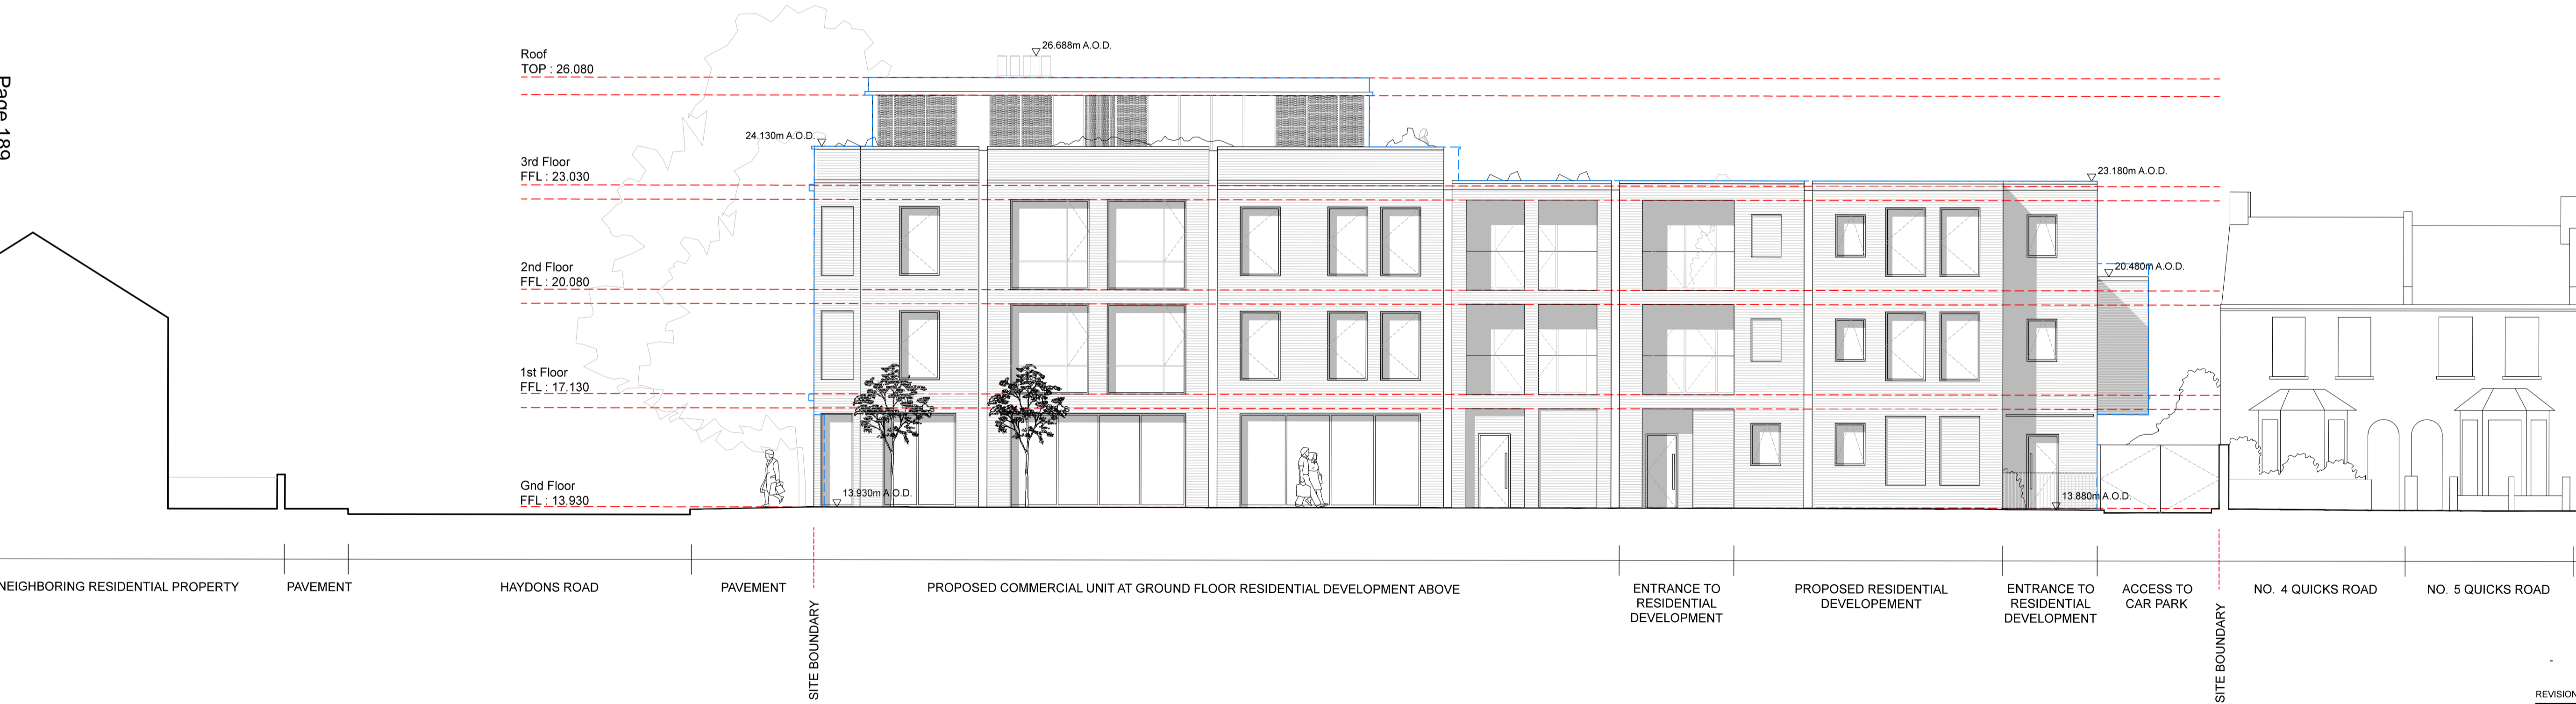 Page 189
Roof
TOP : 26.080
26.688m A.O.D.
24.130m A.O.D.
3rd Floor
FFL : 23.030
23.180m A.O.D.
2nd Floor
FFL : 20.080
20.480m A.O.D.
1st Floor
FFL : 17.130
Gnd Floor
FFL : 13.930
13.930m A.O.D.
13.880m A.O.D.
NEIGHBORING RESIDENTIAL PROPERTY
PAVEMENT
HAYDONS ROAD
PAVEMENT
SITE BOUNDARY
PROPOSED COMMERCIAL UNIT AT GROUND FLOOR RESIDENTIAL DEVELOPMENT ABOVE
ENTRANCE TO
RESIDENTIAL
DEVELOPMENT
PROPOSED RESIDENTIAL
DEVELOPEMENT
ENTRANCE TO
RESIDENTIAL
DEVELOPMENT
ACCESS TO
CAR PARK
SITE BOUNDARY
NO. 4 QUICKS ROAD
NO. 5 QUICKS ROAD
-
REVISION